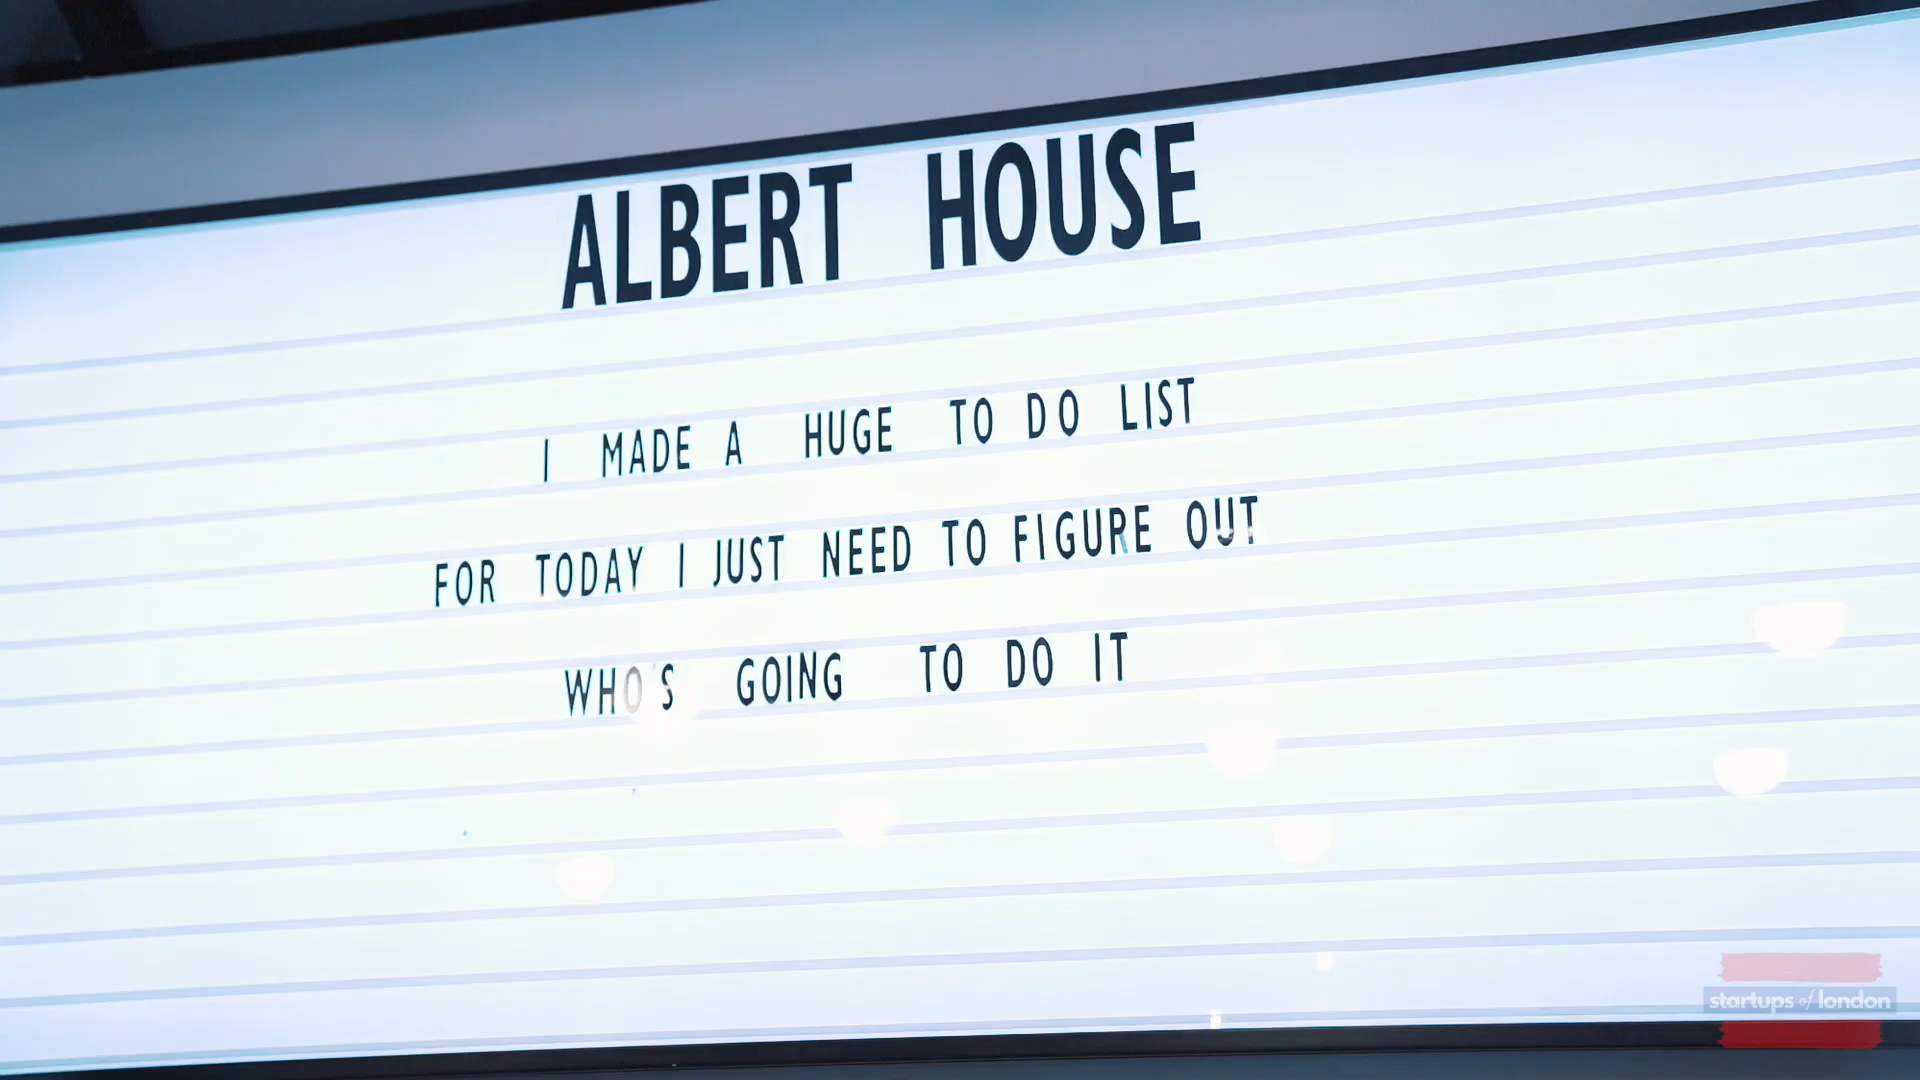 ALBERT HOUSE
I MADE A HUGE TO DO LIST
FOR TODAY I JUST NEED TO FIGURE OUT
WHO'S GOING TO DO IT
startups of london